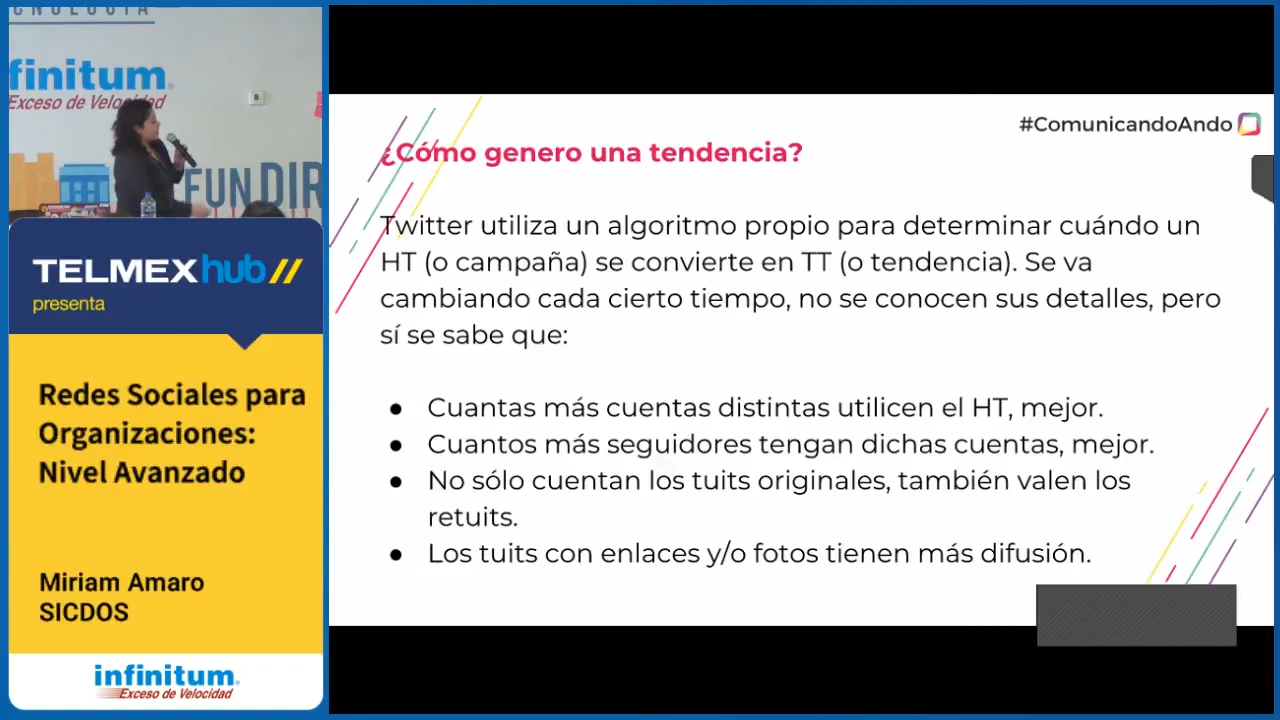 finitum.
Exceso de Velocidad
FUNDIR
TELMEXhub//
presenta
Redes Sociales para
Organizaciones:
Nivel Avanzado
Miriam Amaro
SICDOS
infinitum.
Exceso de Velocidad
#ComunicandoAndo
¿Cómo genero una tendencia?
Twitter utiliza un algoritmo propio para determinar cuándo un
HT (o campaña) se convierte en TT (o tendencia). Se va
cambiando cada cierto tiempo, no se conocen sus detalles, pero
sí se sabe que:
● Cuantas más cuentas distintas utilicen el HT, mejor.
● Cuantos más seguidores tengan dichas cuentas, mejor.
● No sólo cuentan los tuits originales, también valen los
retuits.
● Los tuits con enlaces y/o fotos tienen más difusión.